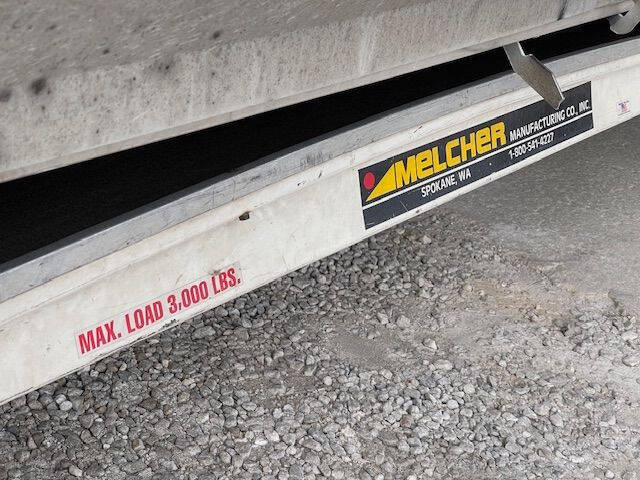 MELCHER MANUFACTURING CO., INC.
SPOKANE, WA 1-800-541-4227
MAX. LOAD 3,000 LBS.